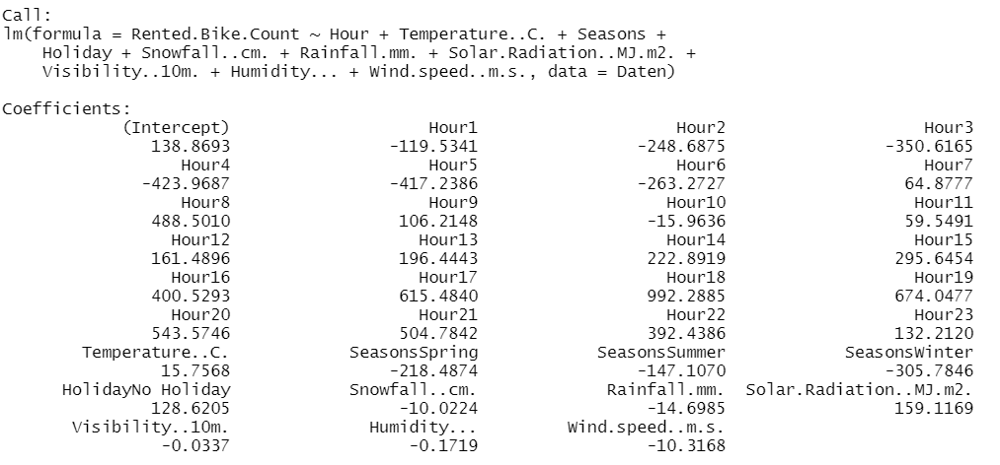 Call:
lm(formula = Rented.Bike.Count ~ Hour + Temperature..C. + Seasons +
    Holiday + Snowfall..cm. + Rainfall.mm. + Solar.Radiation..MJ.m2. +
    Visibility..10m. + Humidity... + Wind.speed..m.s., data = Daten)
Coefficients:
(Intercept) Hour1 Hour2 Hour3
138.8693 -119.5341 -248.6875 -350.6165
Hour4 Hour5 Hour6 Hour7
-423.9687 -417.2386 -263.2727 64.8777
Hour8 Hour9 Hour10 Hour11
488.5010 106.2148 -15.9636 59.5491
Hour12 Hour13 Hour14 Hour15
161.4896 196.4443 222.8919 295.6454
Hour16 Hour17 Hour18 Hour19
400.5293 615.4840 992.2885 674.0477
Hour20 Hour21 Hour22 Hour23
543.5746 504.7842 392.4386 132.2120
Temperature..C. SeasonsSpring SeasonsSummer SeasonsWinter
15.7568 -218.4874 -147.1070 -305.7846
HolidayNo Holiday Snowfall..cm. Rainfall.mm. Solar.Radiation..MJ.m2.
128.6205 -10.0224 -14.6985 159.1169
Visibility..10m. Humidity... Wind.speed..m.s.
-0.0337 -0.1719 -10.3168